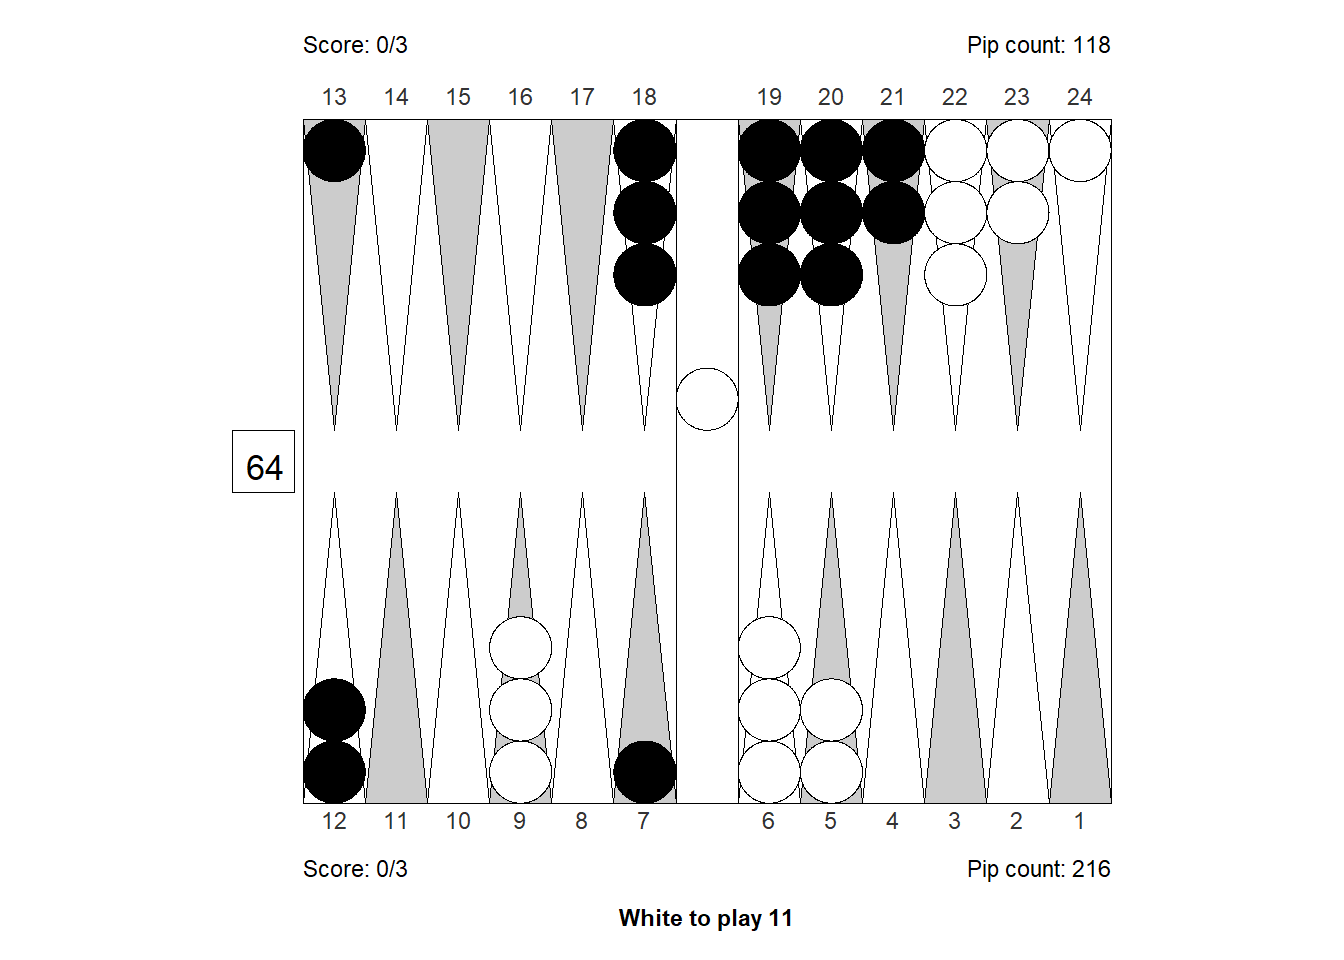 Score: 0/3 Pip count: 118
13 14 15 16 17 18 19 20 21 22 23 24
64
12 11 10 9 8 7 6 5 4 3 2 1
Score: 0/3 Pip count: 216
White to play 11